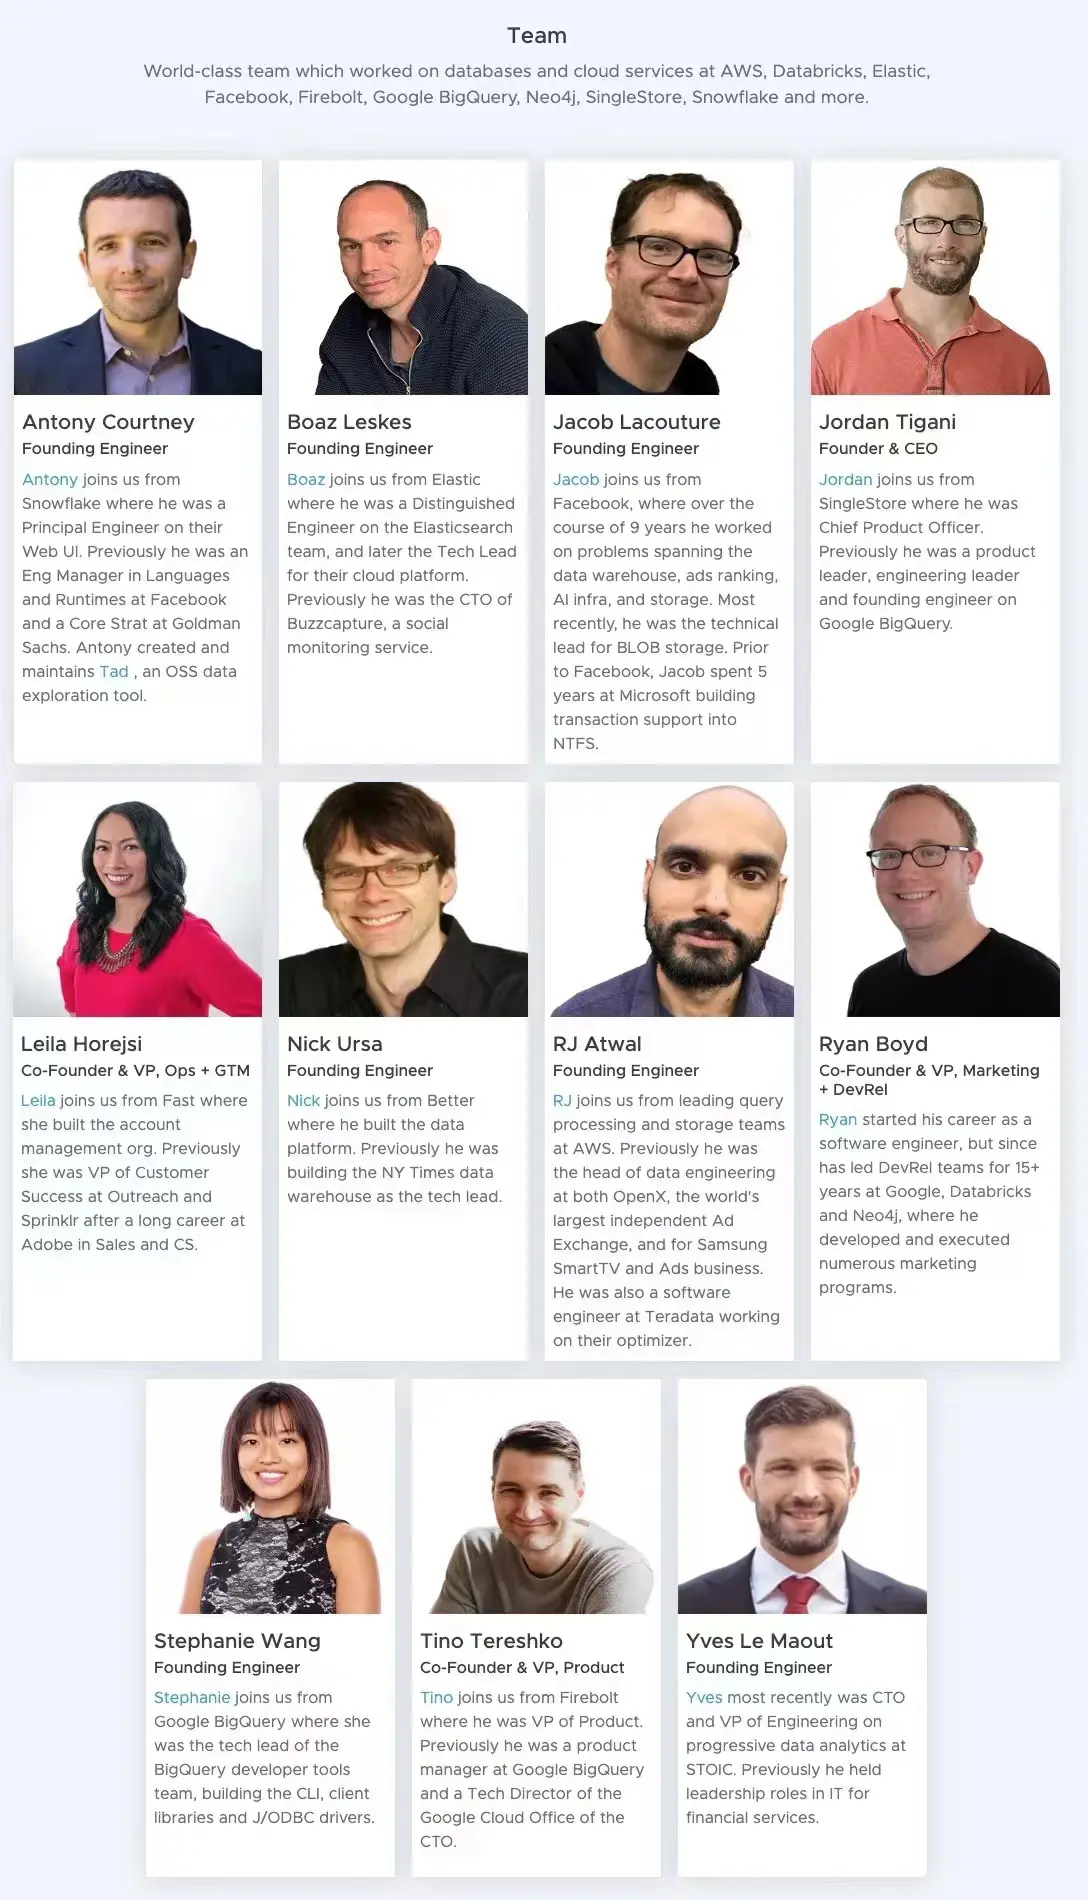 Team
World-class team which worked on databases and cloud services at AWS, Databricks, Elastic,
Facebook, Firebolt, Google BigQuery, Neo4j, SingleStore, Snowflake and more.
Antony Courtney
Founding Engineer
Antony joins us from
Snowflake where he was a
Principal Engineer on their
Web UI. Previously he was an
Eng Manager in Languages
and Runtimes at Facebook
and a Core Strat at Goldman
Sachs. Antony created and
maintains Tad , an OSS data
exploration tool.
Boaz Leskes
Founding Engineer
Boaz joins us from Elastic
where he was a Distinguished
Engineer on the Elasticsearch
team, and later the Tech Lead
for their cloud platform.
Previously he was the CTO of
Buzzcapture, a social
monitoring service.
Jacob Lacouture
Founding Engineer
Jacob joins us from
Facebook, where over the
course of 9 years he worked
on problems spanning the
data warehouse, ads ranking,
AI infra, and storage. Most
recently, he was the technical
lead for BLOB storage. Prior
to Facebook, Jacob spent 5
years at Microsoft building
transaction support into
NTFS.
Jordan Tigani
Founder & CEO
Jordan joins us from
SingleStore where he was
Chief Product Officer.
Previously he was a product
leader, engineering leader
and founding engineer on
Google BigQuery.
Leila Horejsi
Co-Founder & VP, Ops + GTM
Leila joins us from Fast where
she built the account
management org. Previously
she was VP of Customer
Success at Outreach and
Sprinklr after a long career at
Adobe in Sales and CS.
Nick Ursa
Founding Engineer
Nick joins us from Better
where he built the data
platform. Previously he was
building the NY Times data
warehouse as the tech lead.
RJ Atwal
Founding Engineer
RJ joins us from leading query
processing and storage teams
at AWS. Previously he was
the head of data engineering
at both OpenX, the world's
largest independent Ad
Exchange, and for Samsung
SmartTV and Ads business.
He was also a software
engineer at Teradata working
on their optimizer.
Ryan Boyd
Co-Founder & VP, Marketing
+ DevRel
Ryan started his career as a
software engineer, but since
has led DevRel teams for 15+
years at Google, Databricks
and Neo4j, where he
developed and executed
numerous marketing
programs.
Stephanie Wang
Founding Engineer
Stephanie joins us from
Google BigQuery where she
was the tech lead of the
BigQuery developer tools
team, building the CLI, client
libraries and J/ODBC drivers.
Tino Tereshko
Co-Founder & VP, Product
Tino joins us from Firebolt
where he was VP of Product.
Previously he was a product
manager at Google BigQuery
and a Tech Director of the
Google Cloud Office of the
CTO.
Yves Le Maout
Founding Engineer
Yves most recently was CTO
and VP of Engineering on
progressive data analytics at
STOIC. Previously he held
leadership roles in IT for
financial services.